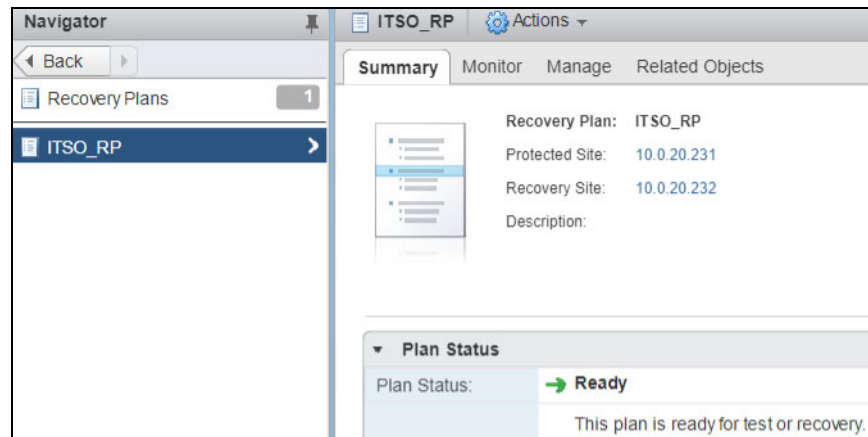 Navigator
Back
Recovery Plans 1
ITSO_RP
ITSO_RP Actions
Summary Monitor Manage Related Objects
Recovery Plan: ITSO_RP
Protected Site: 10.0.20.231
Recovery Site: 10.0.20.232
Description:
Plan Status
Plan Status: Ready
This plan is ready for test or recovery